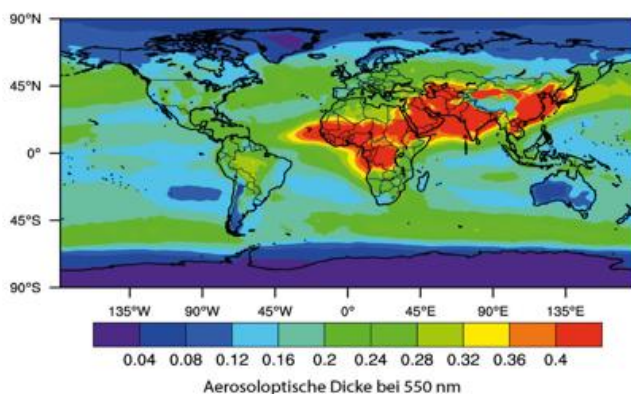 90°N
45°N
0°
45°S
90°S
135°W 90°W 45°W 0° 45°E 90°E 135°E
0.04 0.08 0.12 0.16 0.2 0.24 0.28 0.32 0.36 0.4
Aerosoloptische Dicke bei 550 nm